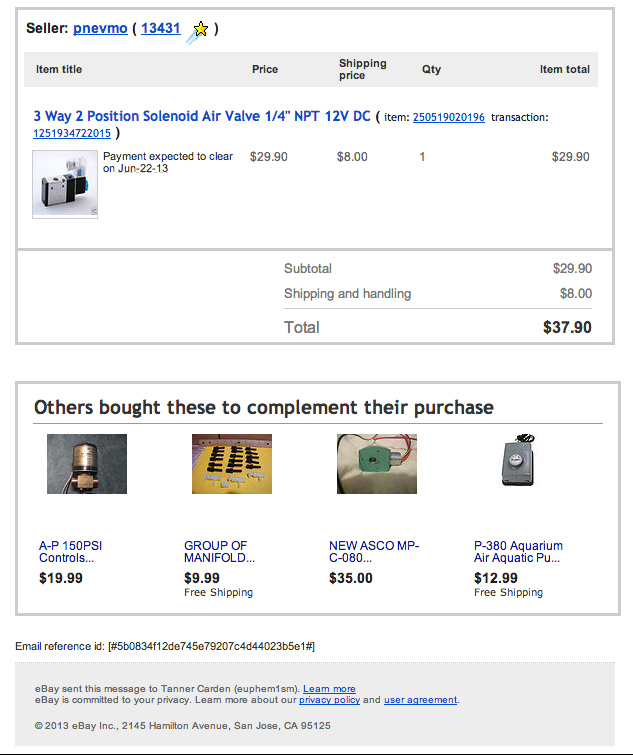 Seller: pnevmo ( 13431 )
Item title Price Shipping price Qty Item total
3 Way 2 Position Solenoid Air Valve 1/4" NPT 12V DC ( item: 250519020196 transaction:
1251934722015 )
Payment expected to clear
on Jun-22-13
$29.90 $8.00 1 $29.90
Subtotal $29.90
Shipping and handling $8.00
Total $37.90
Others bought these to complement their purchase
A-P 150PSI
Controls...
$19.99
GROUP OF
MANIFOLD...
$9.99
Free Shipping
NEW ASCO MP-
C-080...
$35.00
P-380 Aquarium
Air Aquatic Pu...
$12.99
Free Shipping
Email reference id: [#5b0834f12de745e79207c4d44023b5e1#]
eBay sent this message to Tanner Carden (euphem1sm). Learn more
eBay is committed to your privacy. Learn more about our privacy policy and user agreement.
© 2013 eBay Inc., 2145 Hamilton Avenue, San Jose, CA 95125